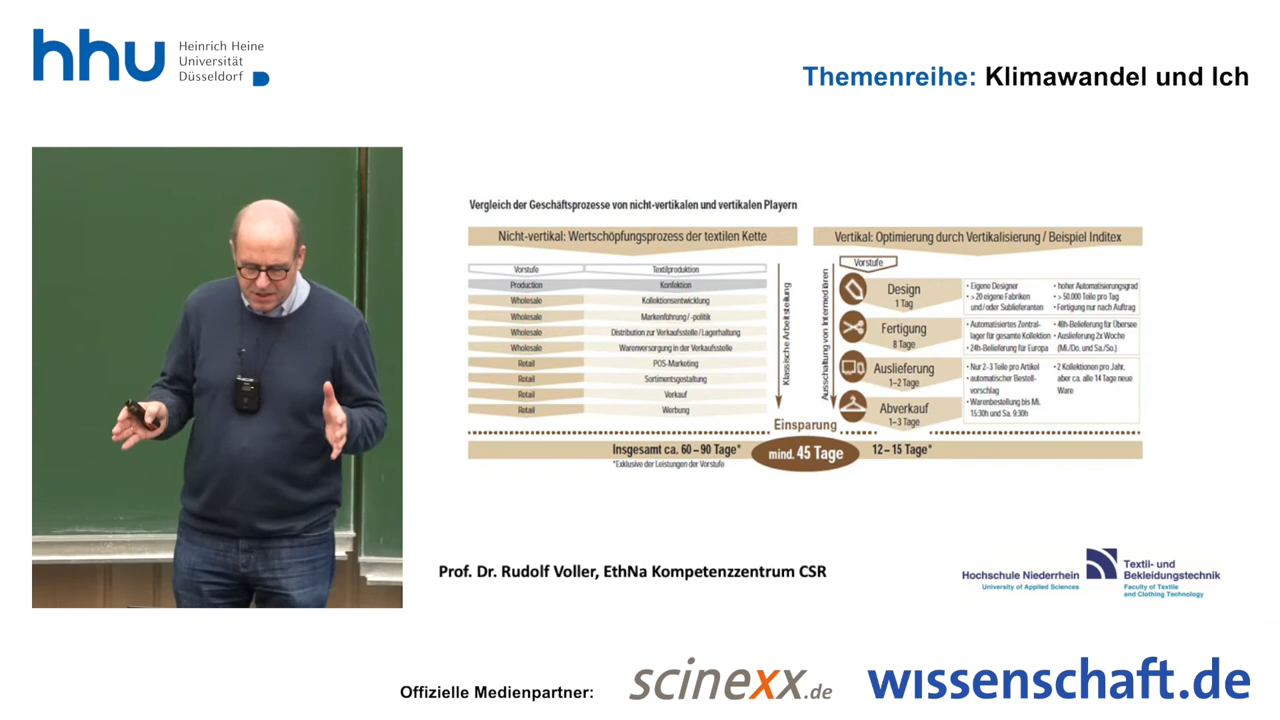 hhu
Heinrich Heine
Universität
Düsseldorf
Themenreihe: Klimawandel und Ich
Vergleich der Geschäftsprozesse von nicht-vertikalen und vertikalen Playern
Nicht-vertikal: Wertschöpfungsprozess der textilen Kette
Vorstufe Textilproduktion
Production Konfektion
Wholesale Kollektionsentwicklung
Wholesale Markenführung/-politik
Wholesale Distribution zur Verkaufsstelle/Lagerhaltung
Wholesale Warenversorgung in der Verkaufsstelle
Retail POS-Marketing
Retail Sortimentsgestaltung
Retail Verkauf
Retail Werbung
Klassische Arbeitsteilung
Vertikal: Optimierung durch Vertikalisierung / Beispiel Inditex
Ausschaltung von Intermediären
Vorstufe
Design
1 Tag
• Eigene Designer
• > 20 eigene Fabriken
und/oder Sublieferanten
• hoher Automatisierungsgrad
• > 50.000 Teile pro Tag
• Fertigung nur nach Auftrag
Fertigung
8 Tage
• Automatisiertes Zentral-
lager für gesamte Kollektion
• 24h-Belieferung für Europa
• 48h-Belieferung für Übersee
• Auslieferung 2x Woche
(Mi./Do. und Sa./So.)
Auslieferung
1–2 Tage
Abverkauf
1–3 Tage
• Nur 2–3 Teile pro Artikel
• automatischer Bestell-
vorschlag
• Warenbestellung bis Mi.
15:30h und Sa. 9:30h
• 2 Kollektionen pro Jahr,
aber ca. alle 14 Tage neue
Ware
Einsparung
Insgesamt ca. 60 – 90 Tage* mind. 45 Tage 12 – 15 Tage*
*Exklusive der Leistungen der Vorstufe
Prof. Dr. Rudolf Voller, EthNa Kompetenzzentrum CSR
Hochschule Niederrhein
University of Applied Sciences
Textil- und
Bekleidungstechnik
Faculty of Textile
and Clothing Technology
Offizielle Medienpartner:
scinexx.de
wissenschaft.de